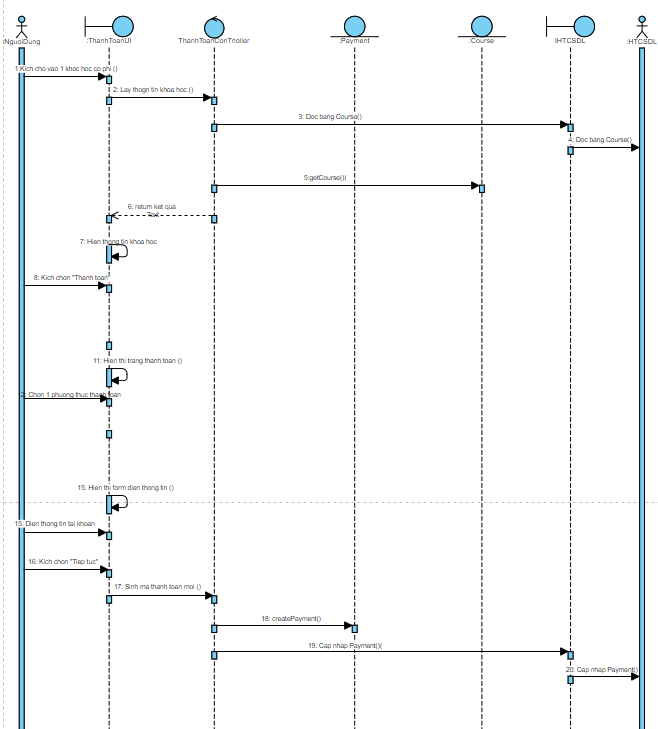 :NguoiDung
:ThanhToanUI
ThanhToanConTrioller
:Payment
:Course
IHTCSDL
:HTCSDL
1:Kich cho vao 1 khoc hoc co phi ()
2: Lay thogn tin khoa hoc ()
3: Doc bang Course()
4: Doc bang Course()
5:getCourse()(
6: return ket qua
Text
7: Hien thong tin khoa hoc
8: Kich chon "Thanh toan"
11: Hien thi trang thanh toan ()
12: Chon 1 phuong thuc thanh toan
15: Hien thi form dien thong tin ()
15: Dien thong tin tai khoan
16: Kich chon "Tiep tuc"
17: Sinh ma thanh toan moi ()
18: createPayment()
19: Cap nhap Payment()(
20: Cap nhap Payment()